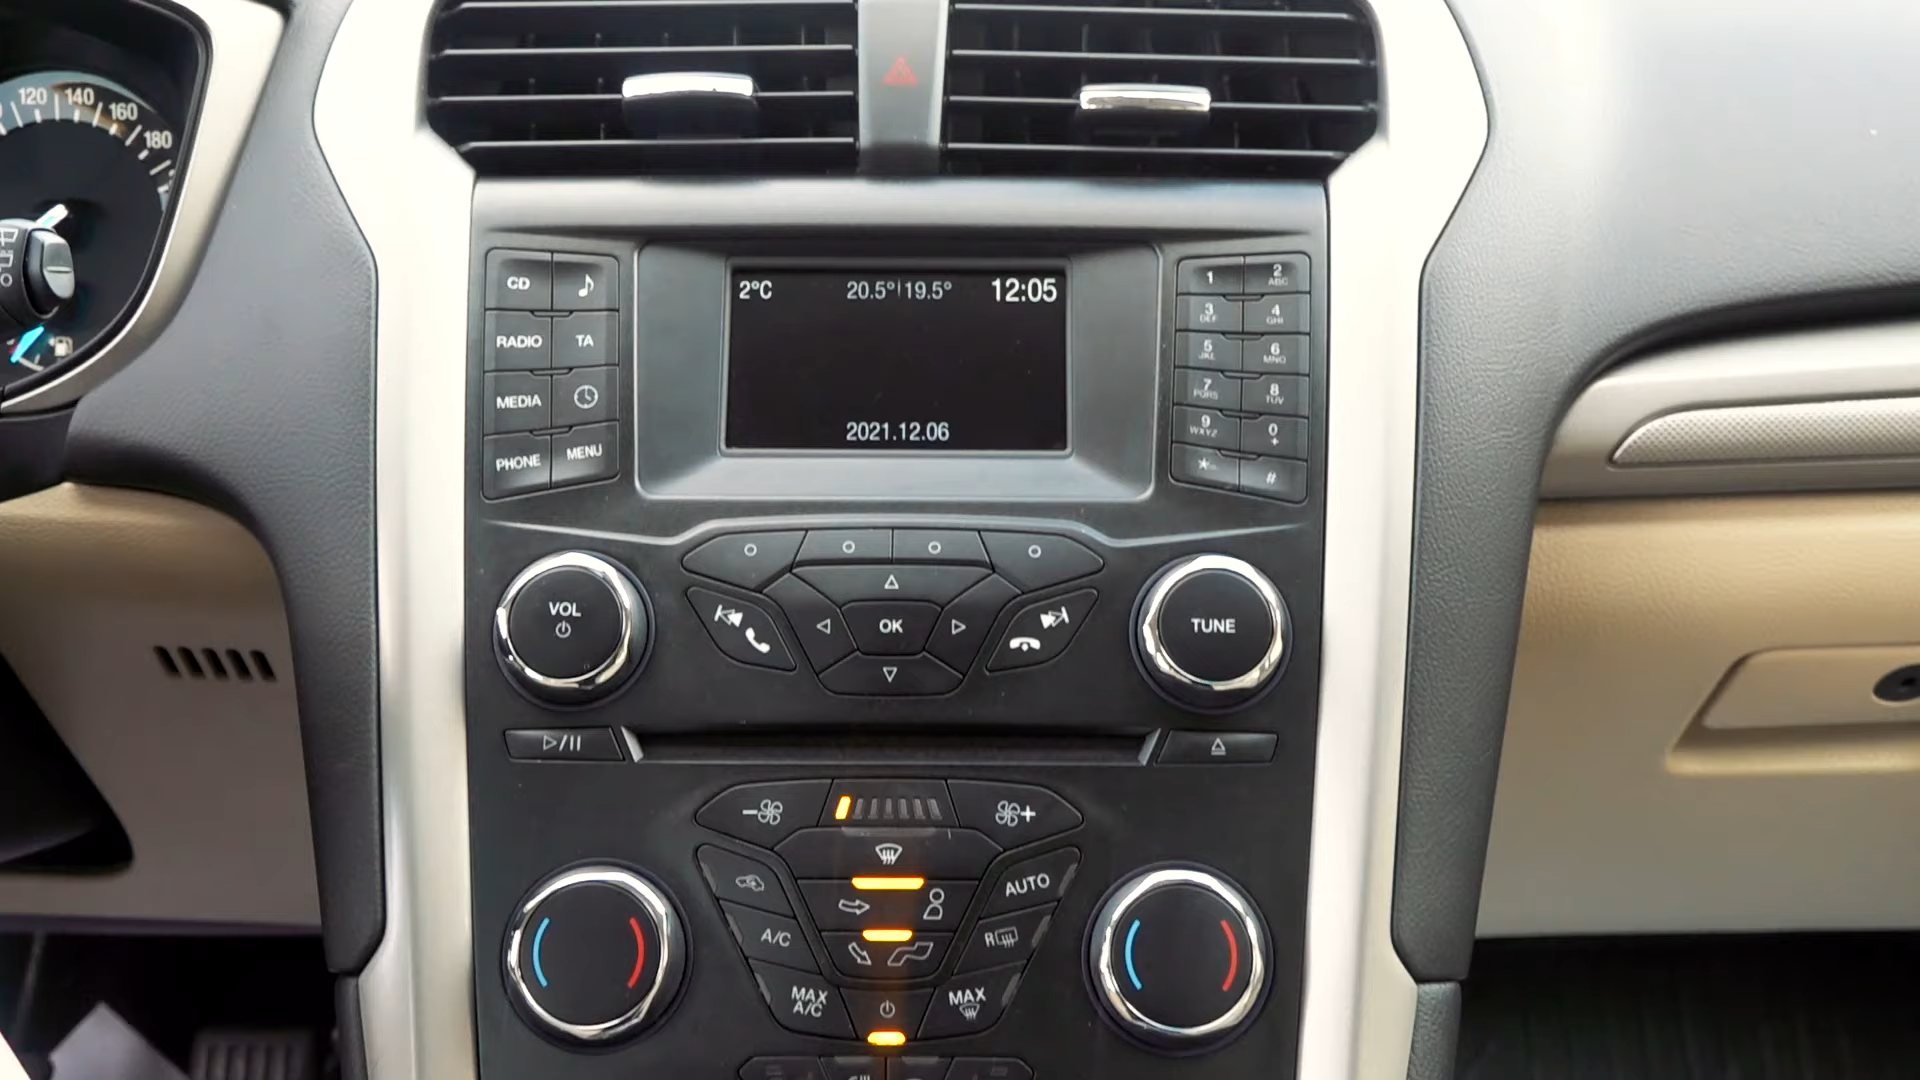 120
140
160
180
2°C 20.5° 19.5° 12:05
2021.12.06
CD
RADIO TA
MEDIA
PHONE MENU
1 2 ABC
3 DEF 4 GHI
5 JKL 6 MNO
7 PQRS 8 TUV
9 WXYZ 0 +
* #
VOL
OK
TUNE
- +
AUTO
A/C R
MAX A/C
MAX